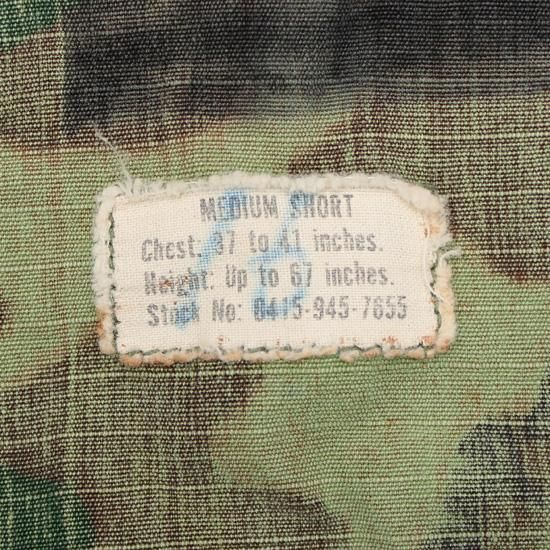 MEDIUM SHORT
Chest: 37 to 41 inches.
Height: Up to 67 inches.
Stock No: 8415-945-7655